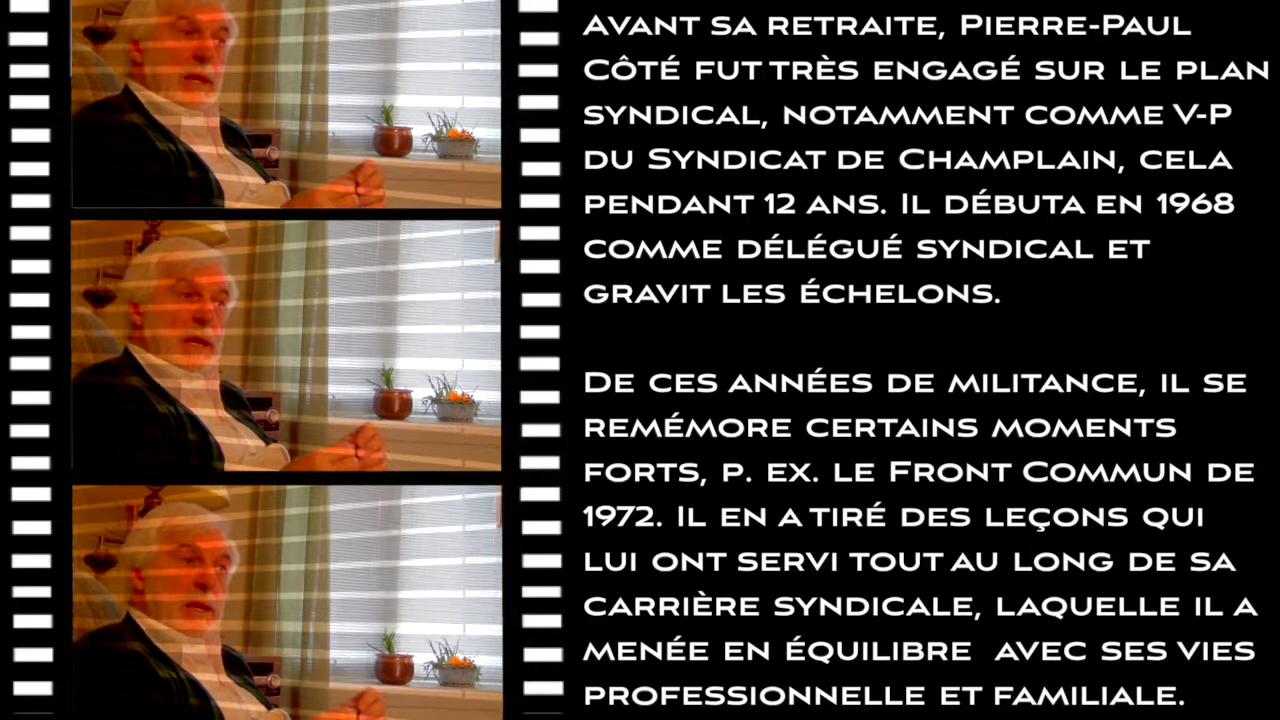 Avant sa retraite, Pierre-Paul
Côté fut très engagé sur le plan
syndical, notamment comme V-P
du Syndicat de Champlain, cela
pendant 12 ans. Il débuta en 1968
comme délégué syndical et
gravit les échelons.
De ces années de militance, il se
remémore certains moments
forts, p. ex. le Front Commun de
1972. Il en a tiré des leçons qui
lui ont servi tout au long de sa
carrière syndicale, laquelle il a
menée en équilibre  avec ses vies
professionnelle et familiale.